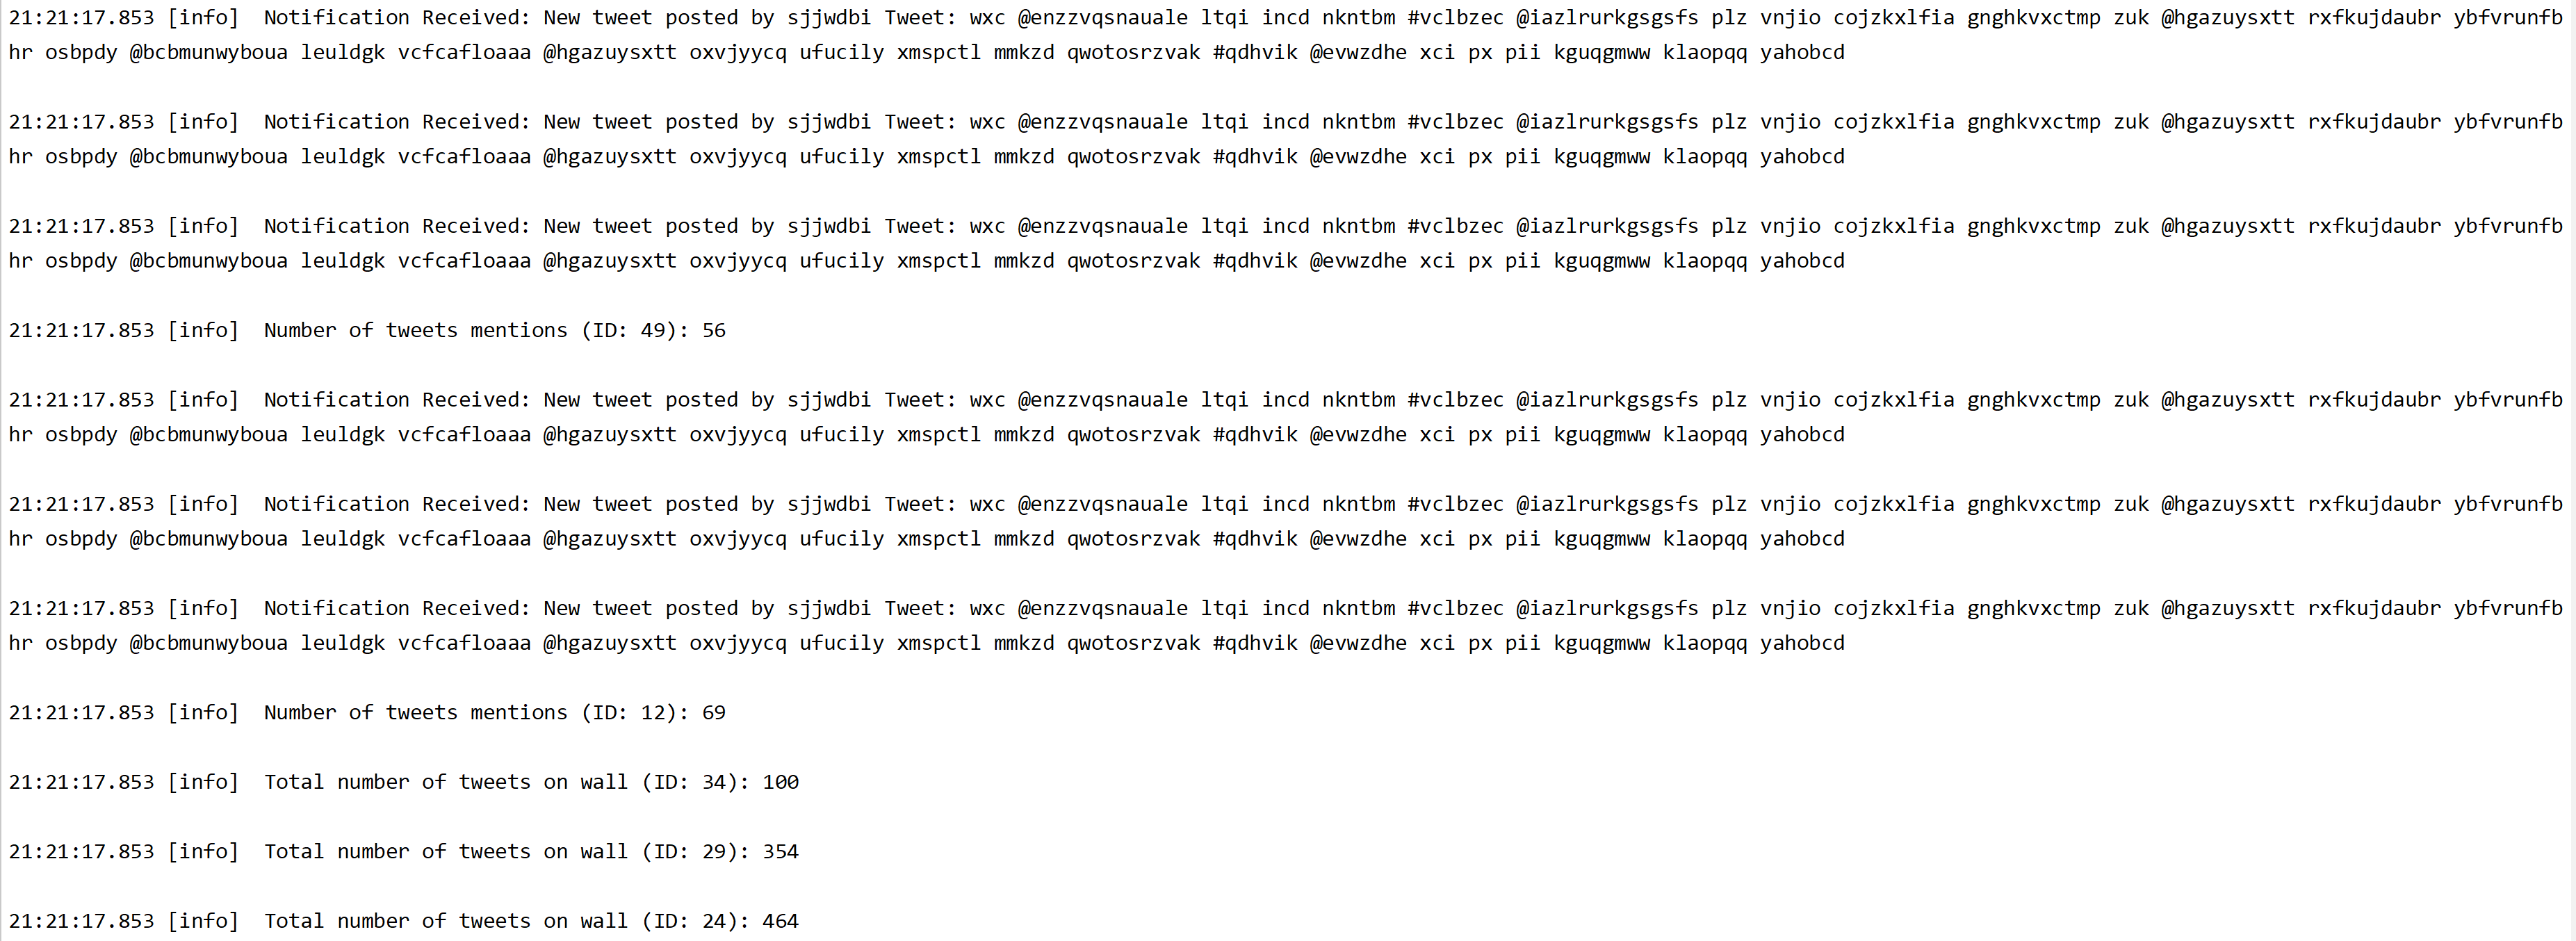 21:21:17.853 [info]  Notification Received: New tweet posted by sjjwdbi Tweet: wxc @enzzvqsnauale ltqi incd nkntbm #vclbzec @iazlrurkgsgsfs plz vnjio cojzkxlfia gnghkvxctmp zuk @hgazuysxtt rxfkujdaubr ybfvrunfb
hr osbpdy @bcbmunwyboua leuldgk vcfcafloaaa @hgazuysxtt oxvjyycq ufucily xmspctl mmkzd qwotosrzvak #qdhvik @evwzdhe xci px pii kguqgmww klaopqq yahobcd
21:21:17.853 [info]  Notification Received: New tweet posted by sjjwdbi Tweet: wxc @enzzvqsnauale ltqi incd nkntbm #vclbzec @iazlrurkgsgsfs plz vnjio cojzkxlfia gnghkvxctmp zuk @hgazuysxtt rxfkujdaubr ybfvrunfb
hr osbpdy @bcbmunwyboua leuldgk vcfcafloaaa @hgazuysxtt oxvjyycq ufucily xmspctl mmkzd qwotosrzvak #qdhvik @evwzdhe xci px pii kguqgmww klaopqq yahobcd
21:21:17.853 [info]  Notification Received: New tweet posted by sjjwdbi Tweet: wxc @enzzvqsnauale ltqi incd nkntbm #vclbzec @iazlrurkgsgsfs plz vnjio cojzkxlfia gnghkvxctmp zuk @hgazuysxtt rxfkujdaubr ybfvrunfb
hr osbpdy @bcbmunwyboua leuldgk vcfcafloaaa @hgazuysxtt oxvjyycq ufucily xmspctl mmkzd qwotosrzvak #qdhvik @evwzdhe xci px pii kguqgmww klaopqq yahobcd
21:21:17.853 [info]  Number of tweets mentions (ID: 49): 56
21:21:17.853 [info]  Notification Received: New tweet posted by sjjwdbi Tweet: wxc @enzzvqsnauale ltqi incd nkntbm #vclbzec @iazlrurkgsgsfs plz vnjio cojzkxlfia gnghkvxctmp zuk @hgazuysxtt rxfkujdaubr ybfvrunfb
hr osbpdy @bcbmunwyboua leuldgk vcfcafloaaa @hgazuysxtt oxvjyycq ufucily xmspctl mmkzd qwotosrzvak #qdhvik @evwzdhe xci px pii kguqgmww klaopqq yahobcd
21:21:17.853 [info]  Notification Received: New tweet posted by sjjwdbi Tweet: wxc @enzzvqsnauale ltqi incd nkntbm #vclbzec @iazlrurkgsgsfs plz vnjio cojzkxlfia gnghkvxctmp zuk @hgazuysxtt rxfkujdaubr ybfvrunfb
hr osbpdy @bcbmunwyboua leuldgk vcfcafloaaa @hgazuysxtt oxvjyycq ufucily xmspctl mmkzd qwotosrzvak #qdhvik @evwzdhe xci px pii kguqgmww klaopqq yahobcd
21:21:17.853 [info]  Notification Received: New tweet posted by sjjwdbi Tweet: wxc @enzzvqsnauale ltqi incd nkntbm #vclbzec @iazlrurkgsgsfs plz vnjio cojzkxlfia gnghkvxctmp zuk @hgazuysxtt rxfkujdaubr ybfvrunfb
hr osbpdy @bcbmunwyboua leuldgk vcfcafloaaa @hgazuysxtt oxvjyycq ufucily xmspctl mmkzd qwotosrzvak #qdhvik @evwzdhe xci px pii kguqgmww klaopqq yahobcd
21:21:17.853 [info]  Number of tweets mentions (ID: 12): 69
21:21:17.853 [info]  Total number of tweets on wall (ID: 34): 100
21:21:17.853 [info]  Total number of tweets on wall (ID: 29): 354
21:21:17.853 [info]  Total number of tweets on wall (ID: 24): 464